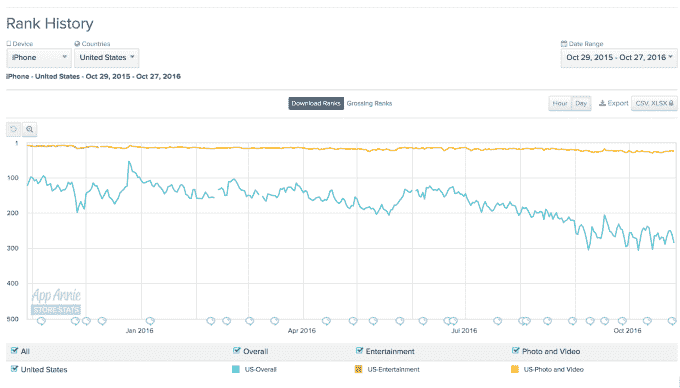 Rank History
Device Countries Date Range
iPhone United States Oct 29, 2015 - Oct 27, 2016
iPhone - United States - Oct 29, 2015 - Oct 27, 2016
Download Ranks Grossing Ranks Hour Day Export CSV, XLSX
1
100
200
300
400
500
App Annie
STORE STATS
Jan 2016 Apr 2016 Jul 2016 Oct 2016
All Overall Entertainment Photo and Video
United States US-Overall US-Entertainment US-Photo and Video